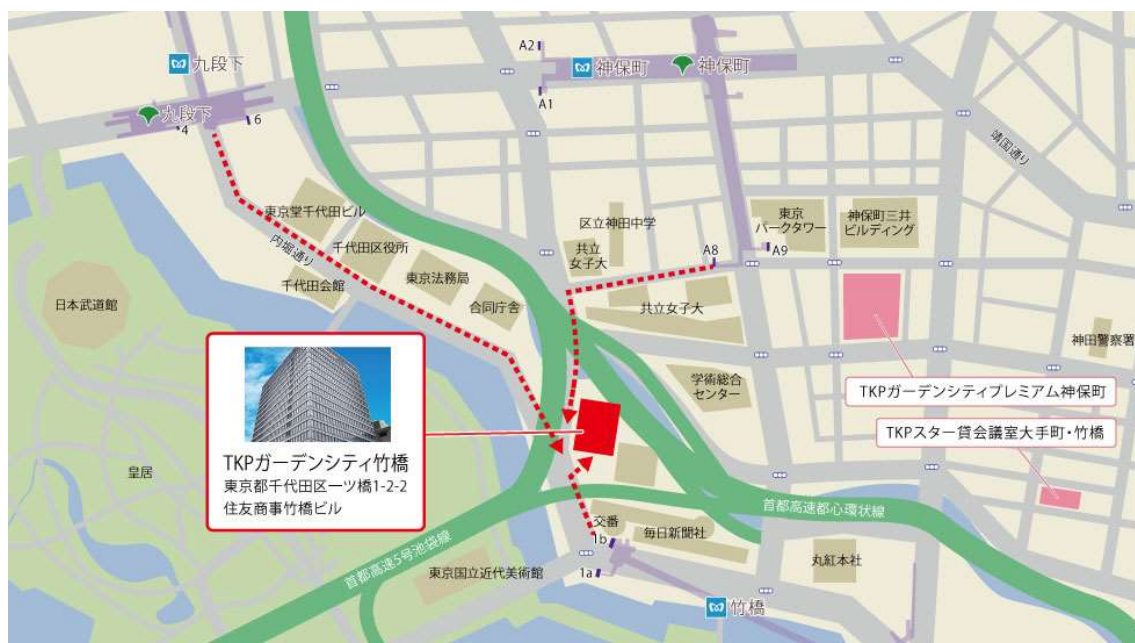 九段下
A2
神保町
神保町
九段下
4
6
A1
靖国通り
東京堂千代田ビル
区立神田中学
東京
パークタワー
神保町三井
ビルディング
内堀通り
千代田区役所
共立
女子大
A8
A9
千代田会館
東京法務局
日本武道館
合同庁舎
共立女子大
神田警察署
学術総合
センター
TKPガーデンシティプレミアム神保町
TKPスター貸会議室大手町・竹橋
TKPガーデンシティ竹橋
東京都千代田区一ツ橋1-2-2
住友商事竹橋ビル
皇居
首都高速都心環状線
首都高速5号池袋線
交番
1b
毎日新聞社
丸紅本社
東京国立近代美術館
1a
竹橋